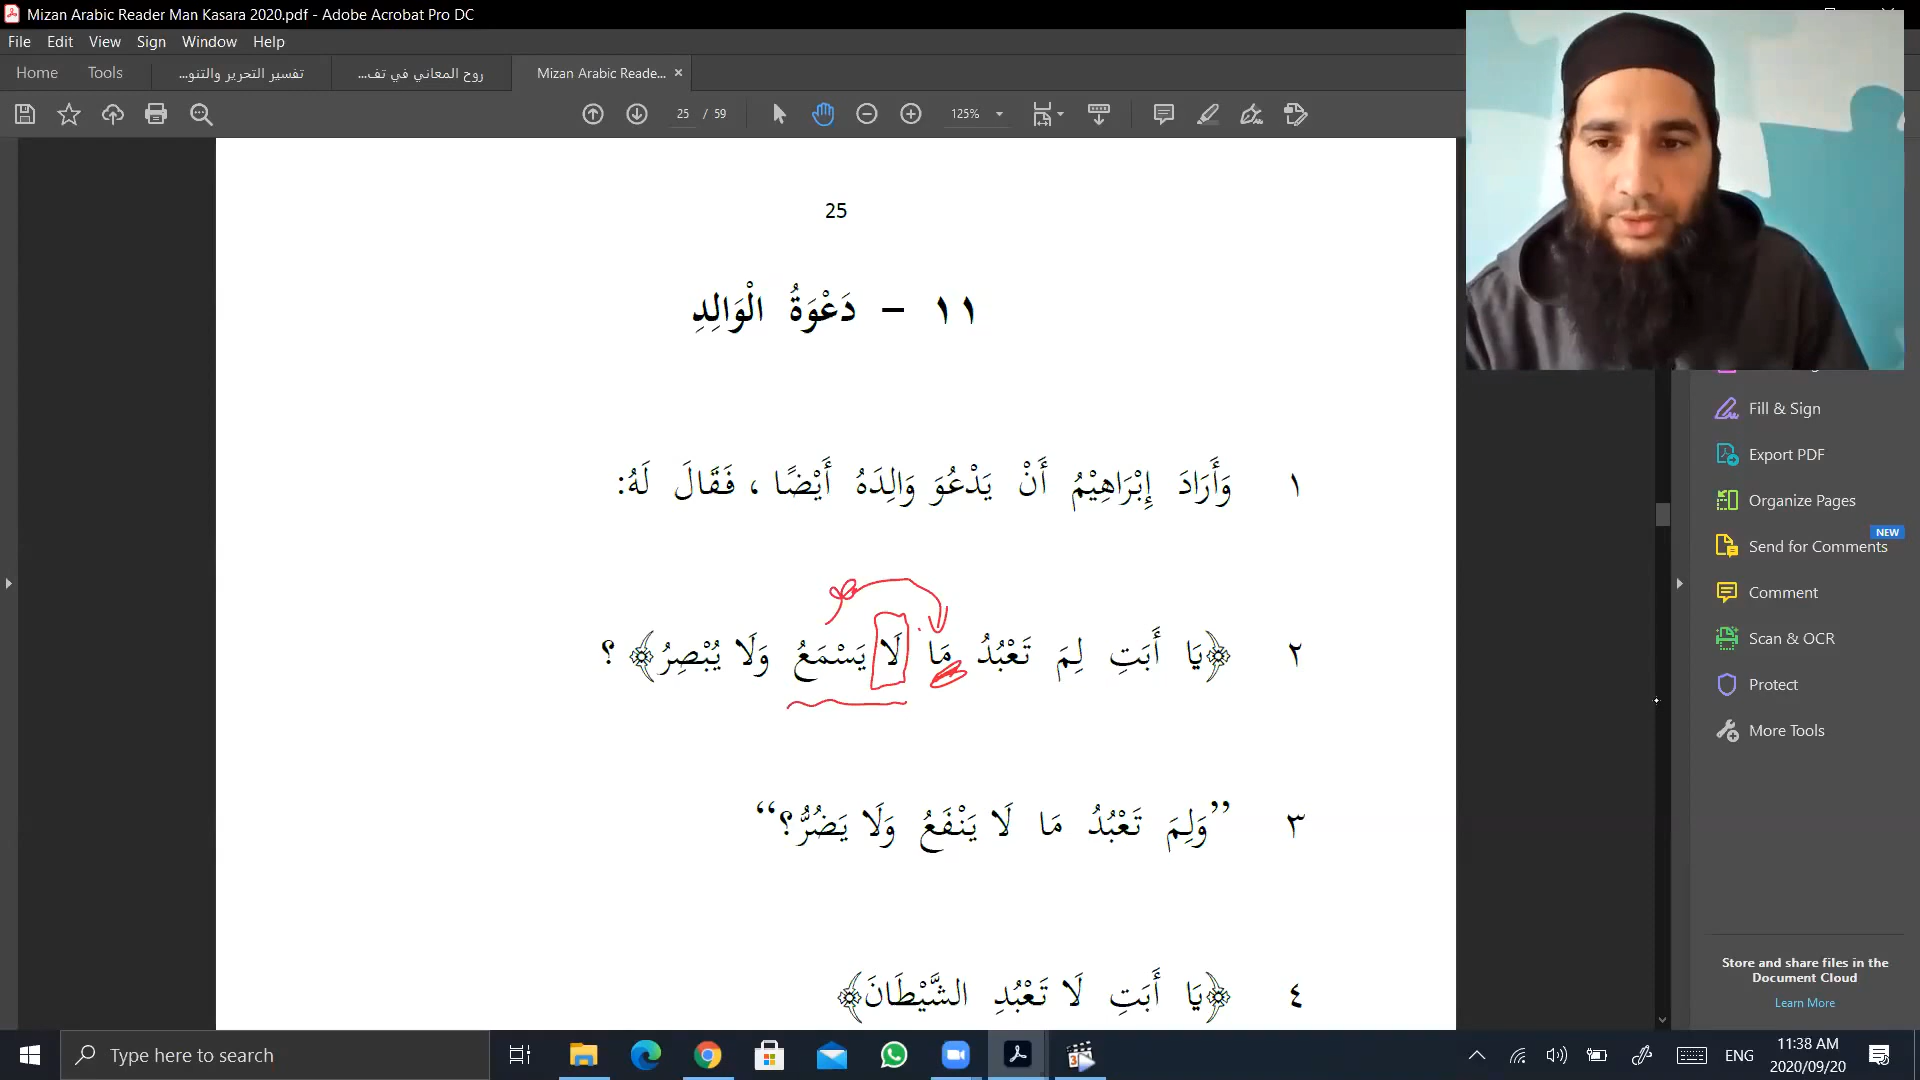 Mizan Arabic Reader Man Kasara 2020.pdf - Adobe Acrobat Pro DC
File Edit View Sign Window Help
Home Tools تفسير التحرير والتنو... روح المعاني في تف... Mizan Arabic Reade... ×
25 / 59 125%
25
١١ – دَعْوَةُ الْوَالِدِ
١ وَأَرَادَ إِبْرَاهِيْمُ أَنْ يَدْعُوَ وَالِدَهُ أَيْضًا ، فَقَالَ لَهُ:
٢ ﴿يَا أَبَتِ لِمَ تَعْبُدُ مَا لَا يَسْمَعُ وَلَا يُبْصِرُ﴾ ؟
٣ ”وَلِمَ تَعْبُدُ مَا لَا يَنْفَعُ وَلَا يَضُرُّ؟“
٤ ﴿يَا أَبَتِ لَا تَعْبُدِ الشَّيْطَانَ﴾
Fill & Sign
Export PDF
Organize Pages
NEW
Send for Comments
Comment
Scan & OCR
Protect
More Tools
Store and share files in the
Document Cloud
Learn More
Type here to search
ENG
11:38 AM
2020/09/20